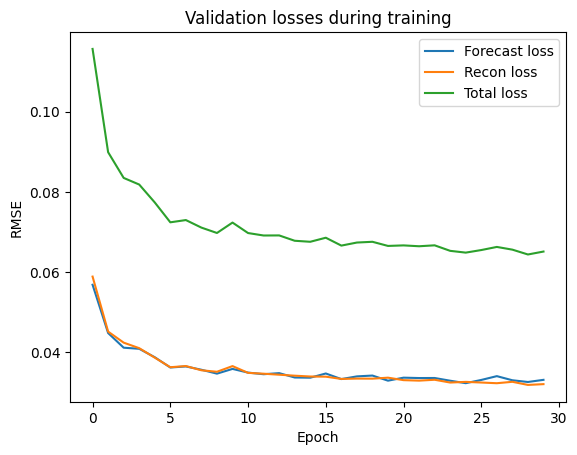 Validation losses during training
Forecast loss
Recon loss
Total loss
RMSE
0.10
0.08
0.06
0.04
0
5
10
15
20
25
30
Epoch